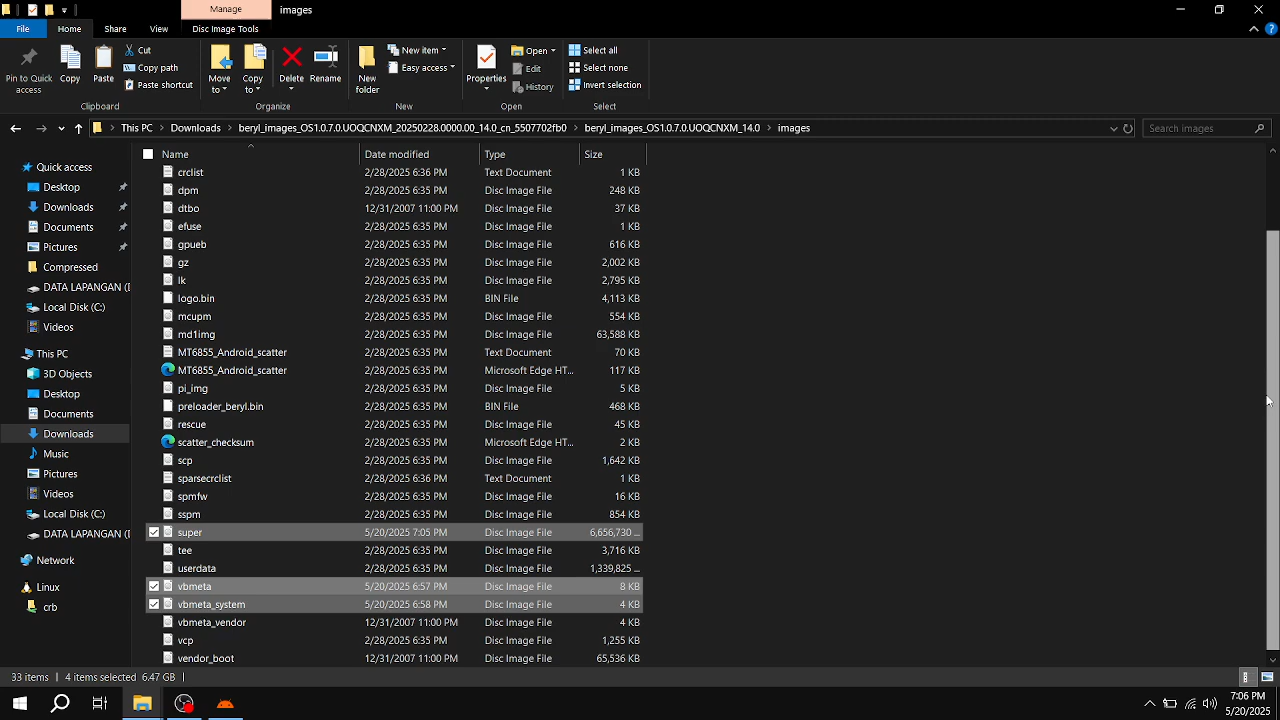 Manage
images
File
Home
Share
View
Disc Image Tools
Pin to Quick access
Copy
Paste
Cut
Copy path
Paste shortcut
Clipboard
Move to
Copy to
Delete
Rename
Organize
New folder
New item
Easy access
New
Properties
Open
Edit
History
Open
Select all
Select none
Invert selection
Select
This PC > Downloads > beryl_images_OS1.0.7.0.UOQCNXM_20250228.0000.00_14.0_cn_5507702fb0 > beryl_images_OS1.0.7.0.UOQCNXM_14.0 > images
Search images
Quick access
Desktop
Downloads
Documents
Pictures
Compressed
DATA LAPANGAN (
Local Disk (C:)
Videos
This PC
3D Objects
Desktop
Documents
Downloads
Music
Pictures
Videos
Local Disk (C:)
DATA LAPANGAN (
Network
Linux
crb
Name Date modified Type Size
crclist 2/28/2025 6:36 PM Text Document 1 KB
dpm 2/28/2025 6:35 PM Disc Image File 248 KB
dtbo 12/31/2007 11:00 PM Disc Image File 37 KB
efuse 2/28/2025 6:35 PM Disc Image File 1 KB
gpueb 2/28/2025 6:35 PM Disc Image File 616 KB
gz 2/28/2025 6:35 PM Disc Image File 2,002 KB
lk 2/28/2025 6:35 PM Disc Image File 2,795 KB
logo.bin 2/28/2025 6:35 PM BIN File 4,113 KB
mcupm 2/28/2025 6:35 PM Disc Image File 554 KB
md1img 2/28/2025 6:35 PM Disc Image File 63,588 KB
MT6855_Android_scatter 2/28/2025 6:35 PM Text Document 70 KB
MT6855_Android_scatter 2/28/2025 6:35 PM Microsoft Edge HT... 117 KB
pi_img 2/28/2025 6:35 PM Disc Image File 5 KB
preloader_beryl.bin 2/28/2025 6:35 PM BIN File 468 KB
rescue 2/28/2025 6:35 PM Disc Image File 45 KB
scatter_checksum 2/28/2025 6:35 PM Microsoft Edge HT... 2 KB
scp 2/28/2025 6:35 PM Disc Image File 1,642 KB
sparsecrclist 2/28/2025 6:36 PM Text Document 1 KB
spmfw 2/28/2025 6:35 PM Disc Image File 16 KB
sspm 2/28/2025 6:35 PM Disc Image File 854 KB
super 5/20/2025 7:05 PM Disc Image File 6,656,730 ...
tee 2/28/2025 6:35 PM Disc Image File 3,716 KB
userdata 2/28/2025 6:35 PM Disc Image File 1,339,825 ...
vbmeta 5/20/2025 6:57 PM Disc Image File 8 KB
vbmeta_system 5/20/2025 6:58 PM Disc Image File 4 KB
vbmeta_vendor 12/31/2007 11:00 PM Disc Image File 4 KB
vcp 2/28/2025 6:35 PM Disc Image File 1,255 KB
vendor_boot 12/31/2007 11:00 PM Disc Image File 65,536 KB
33 items 4 items selected 6.47 GB
7:06 PM
5/20/2025